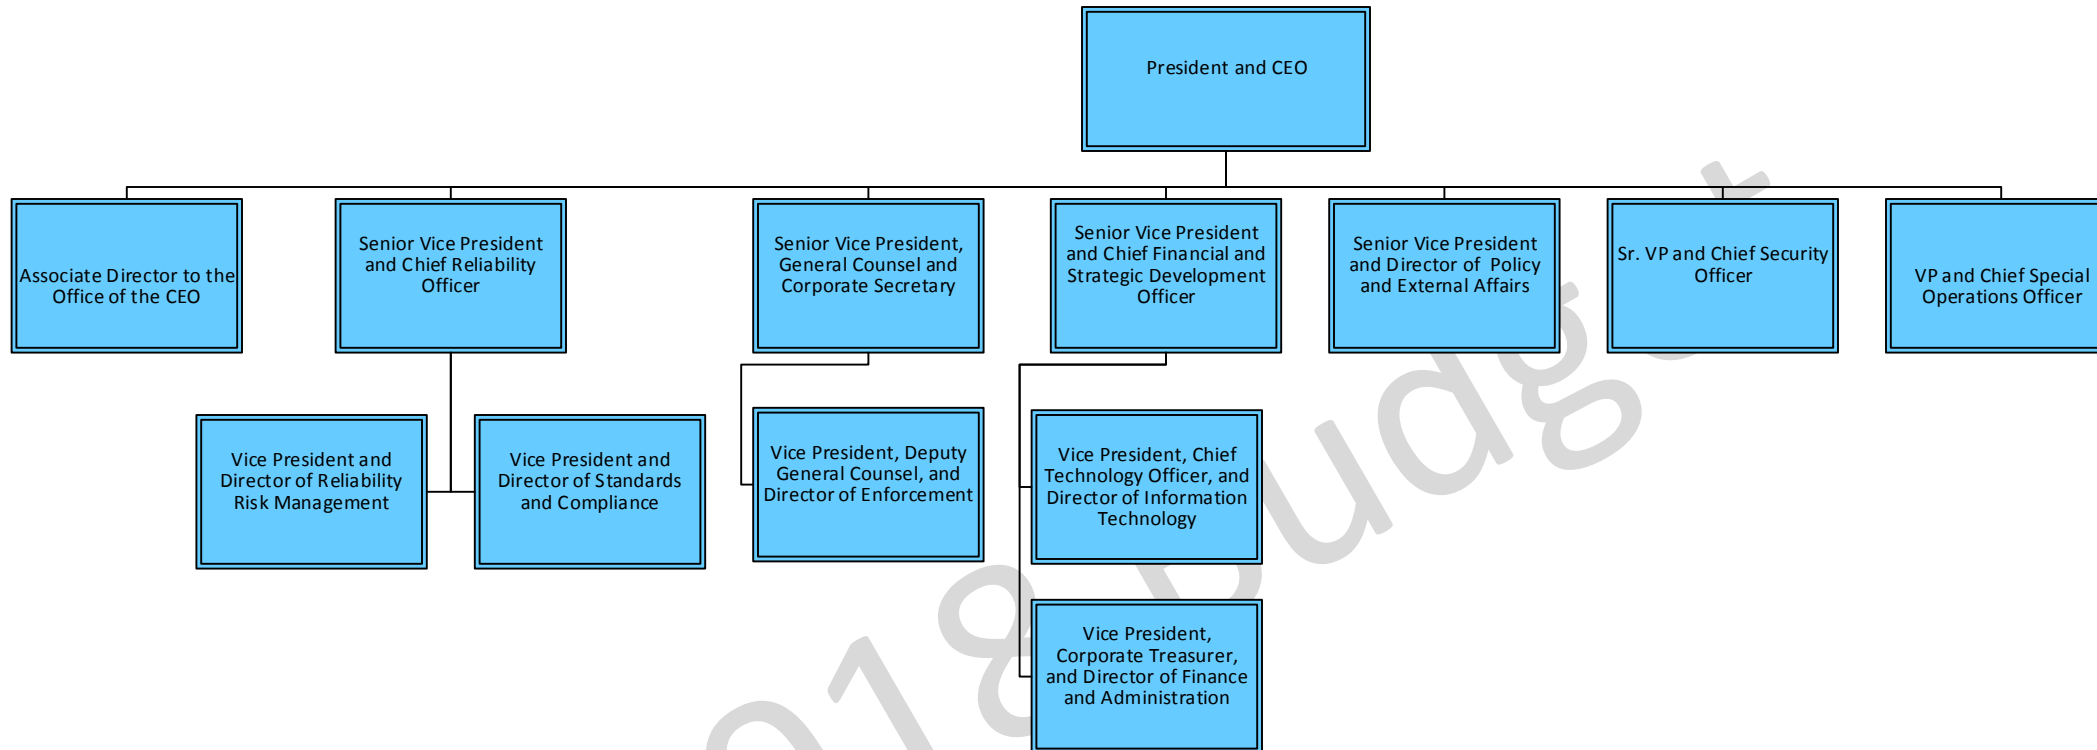 President and CEO
Associate Director to the
Office of the CEO
Senior Vice President
and Chief Reliability
Officer
Senior Vice President,
General Counsel and
Corporate Secretary
Senior Vice President
and Chief Financial and
Strategic Development
Officer
Senior Vice President
and Director of Policy
and External Affairs
Sr. VP and Chief Security
Officer
VP and Chief Special
Operations Officer
Vice President and
Director of Reliability
Risk Management
Vice President and
Director of Standards
and Compliance
Vice President, Deputy
General Counsel, and
Director of Enforcement
Vice President, Chief
Technology Officer, and
Director of Information
Technology
Vice President,
Corporate Treasurer,
and Director of Finance
and Administration
018 Budget